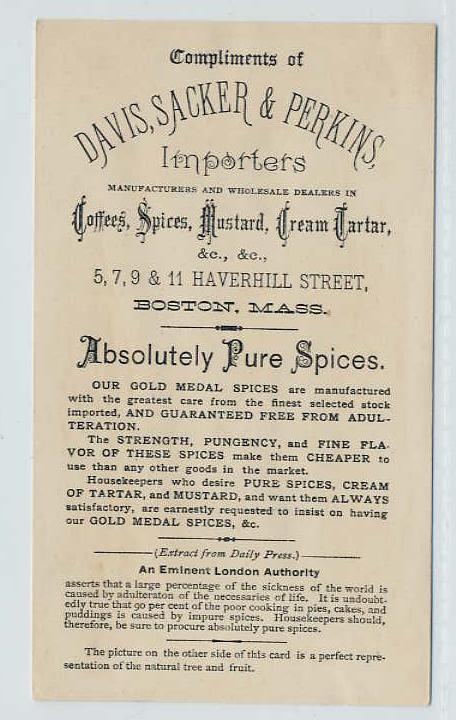 Compliments of
DAVIS, SACKER & PERKINS,
Importers
MANUFACTURERS AND WHOLESALE DEALERS IN
Coffees, Spices, Mustard, Cream Tartar,
&c., &c.,
5, 7, 9 & 11 HAVERHILL STREET,
BOSTON, MASS.
Absolutely Pure Spices.
OUR GOLD MEDAL SPICES are manufactured
with the greatest care from the finest selected stock
imported, AND GUARANTEED FREE FROM ADUL-
TERATION.
The STRENGTH, PUNGENCY, and FINE FLA-
VOR OF THESE SPICES make them CHEAPER to
use than any other goods in the market.
Housekeepers who desire PURE SPICES, CREAM
OF TARTAR, and MUSTARD, and want them ALWAYS
satisfactory, are earnestly requested to insist on having
our GOLD MEDAL SPICES, &c.
(Extract from Daily Press.)
An Eminent London Authority
asserts that a large percentage of the sickness of the world is
caused by adulteraton of the necessaries of life. It is undoubt-
edly true that 90 per cent of the poor cooking in pies, cakes, and
puddings is caused by impure spices. Housekeepers should,
therefore, be sure to procure absolutely pure spices.
The picture on the other side of this card is a perfect repre-
sentation of the natural tree and fruit.